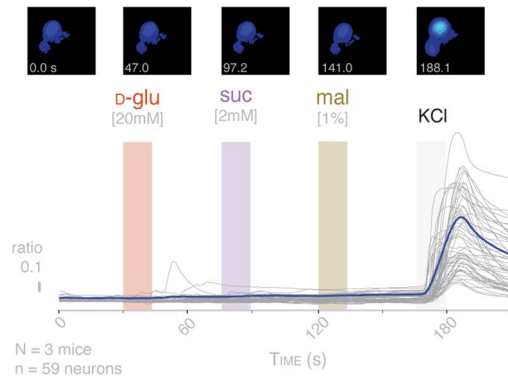 0.0 s 47.0 97.2 141.0 188.1
D-glu suc mal KCl
[20mM] [2mM] [1%]
ratio
0.1
0 60 120 180
TIME (s)
N = 3 mice
n = 59 neurons